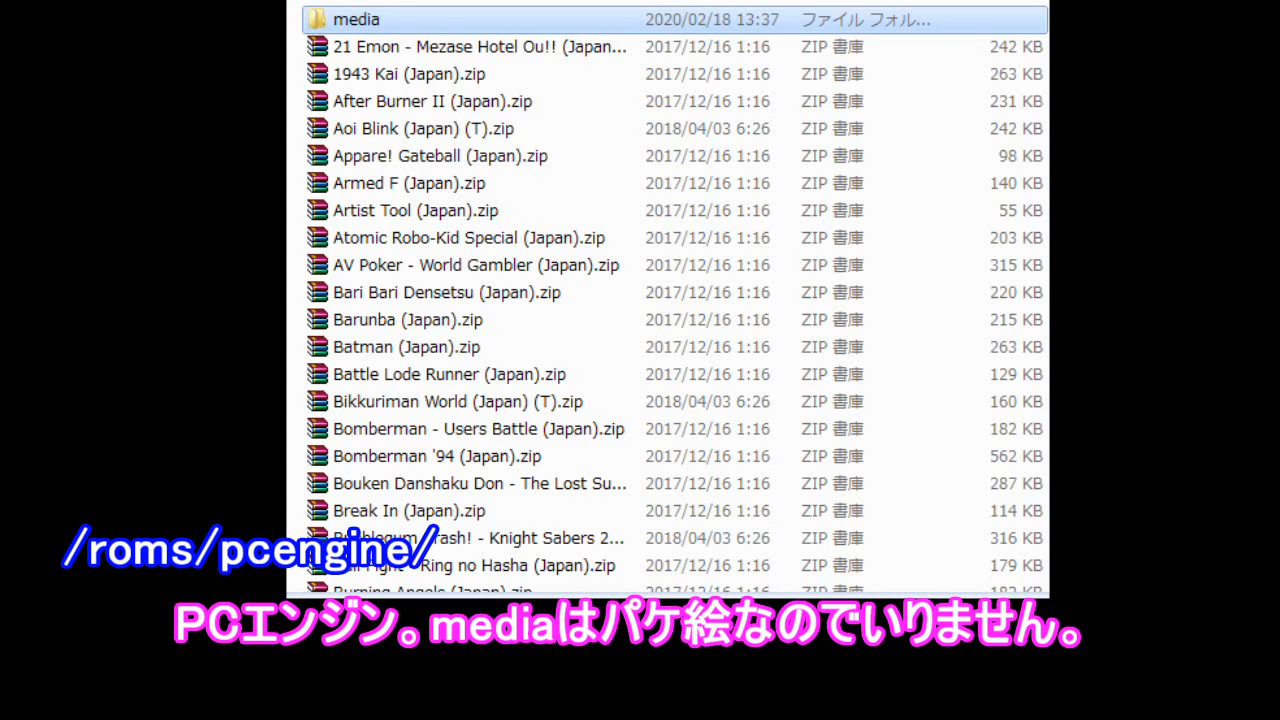 media 2020/02/18 13:37 ファイル フォル...
21 Emon - Mezase Hotel Ou!! (Japan... 2017/12/16 1:16 ZIP 書庫 242 KB
1943 Kai (Japan).zip 2017/12/16 1:16 ZIP 書庫 263 KB
After Burner II (Japan).zip 2017/12/16 1:16 ZIP 書庫 231 KB
Aoi Blink (Japan) (T).zip 2018/04/03 6:26 ZIP 書庫 242 KB
Appare! Gateball (Japan).zip 2017/12/16 1:16 ZIP 書庫 98 KB
Armed F (Japan).zip 2017/12/16 1:16 ZIP 書庫 140 KB
Artist Tool (Japan).zip 2017/12/16 1:16 ZIP 書庫 55 KB
Atomic Robo-Kid Special (Japan).zip 2017/12/16 1:16 ZIP 書庫 203 KB
AV Poker - World Gambler (Japan).zip 2017/12/16 1:16 ZIP 書庫 315 KB
Bari Bari Densetsu (Japan).zip 2017/12/16 1:16 ZIP 書庫 220 KB
Barunba (Japan).zip 2017/12/16 1:16 ZIP 書庫 215 KB
Batman (Japan).zip 2017/12/16 1:16 ZIP 書庫 263 KB
Battle Lode Runner (Japan).zip 2017/12/16 1:16 ZIP 書庫 129 KB
Bikkuriman World (Japan) (T).zip 2018/04/03 6:26 ZIP 書庫 160 KB
Bomberman - Users Battle (Japan).zip 2017/12/16 1:16 ZIP 書庫 182 KB
Bomberman '94 (Japan).zip 2017/12/16 1:16 ZIP 書庫 562 KB
Bouken Danshaku Don - The Lost Su... 2017/12/16 1:16 ZIP 書庫 287 KB
Break In (Japan).zip 2017/12/16 1:16 ZIP 書庫 114 KB
- Knight Sabers 2... 2018/04/03 6:26 ZIP 書庫 316 KB
Ring no Hasha (Japan).zip 2017/12/16 1:16 ZIP 書庫 179 KB
/roms/pcengine/
PCエンジン。mediaはパケ絵なのでいりません。